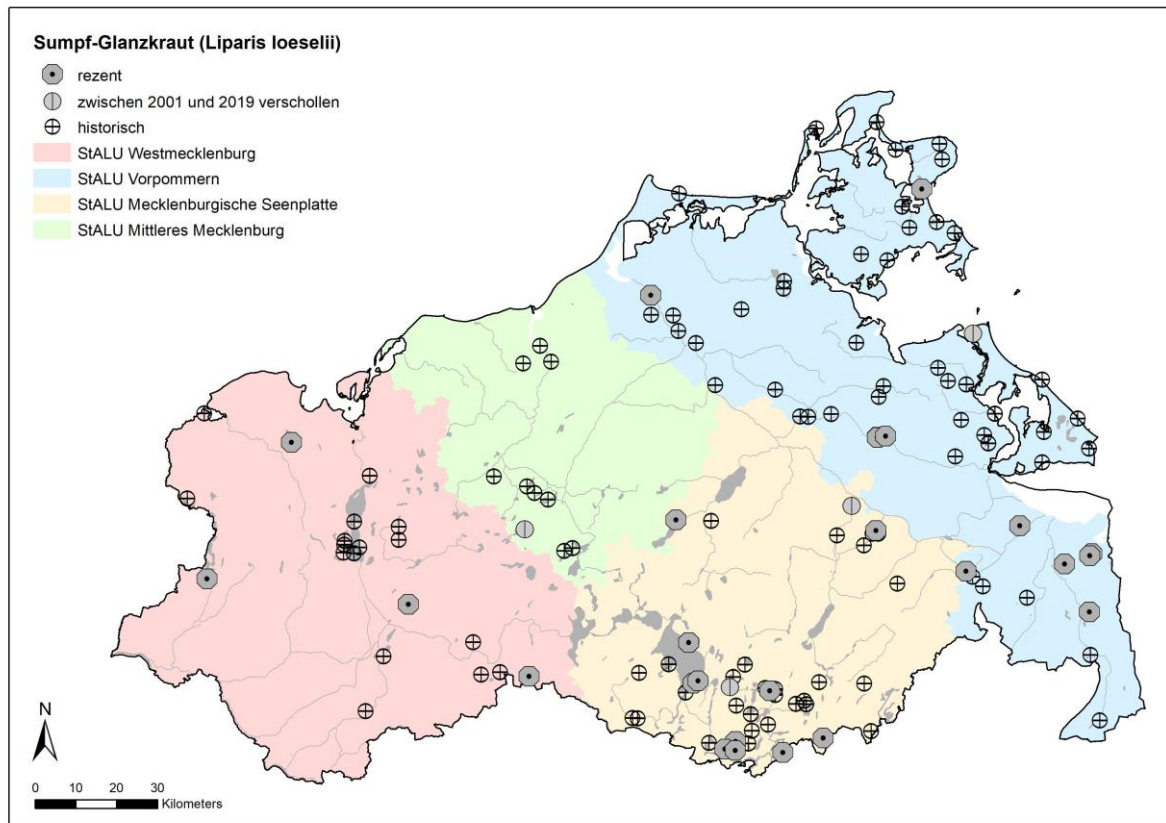 Sumpf-Glanzkraut (Liparis loeselii)
rezent
zwischen 2001 und 2019 verschollen
historisch
StALU Westmecklenburg
StALU Vorpommern
StALU Mecklenburgische Seenplatte
StALU Mittleres Mecklenburg
N
0 10 20 30
Kilometers